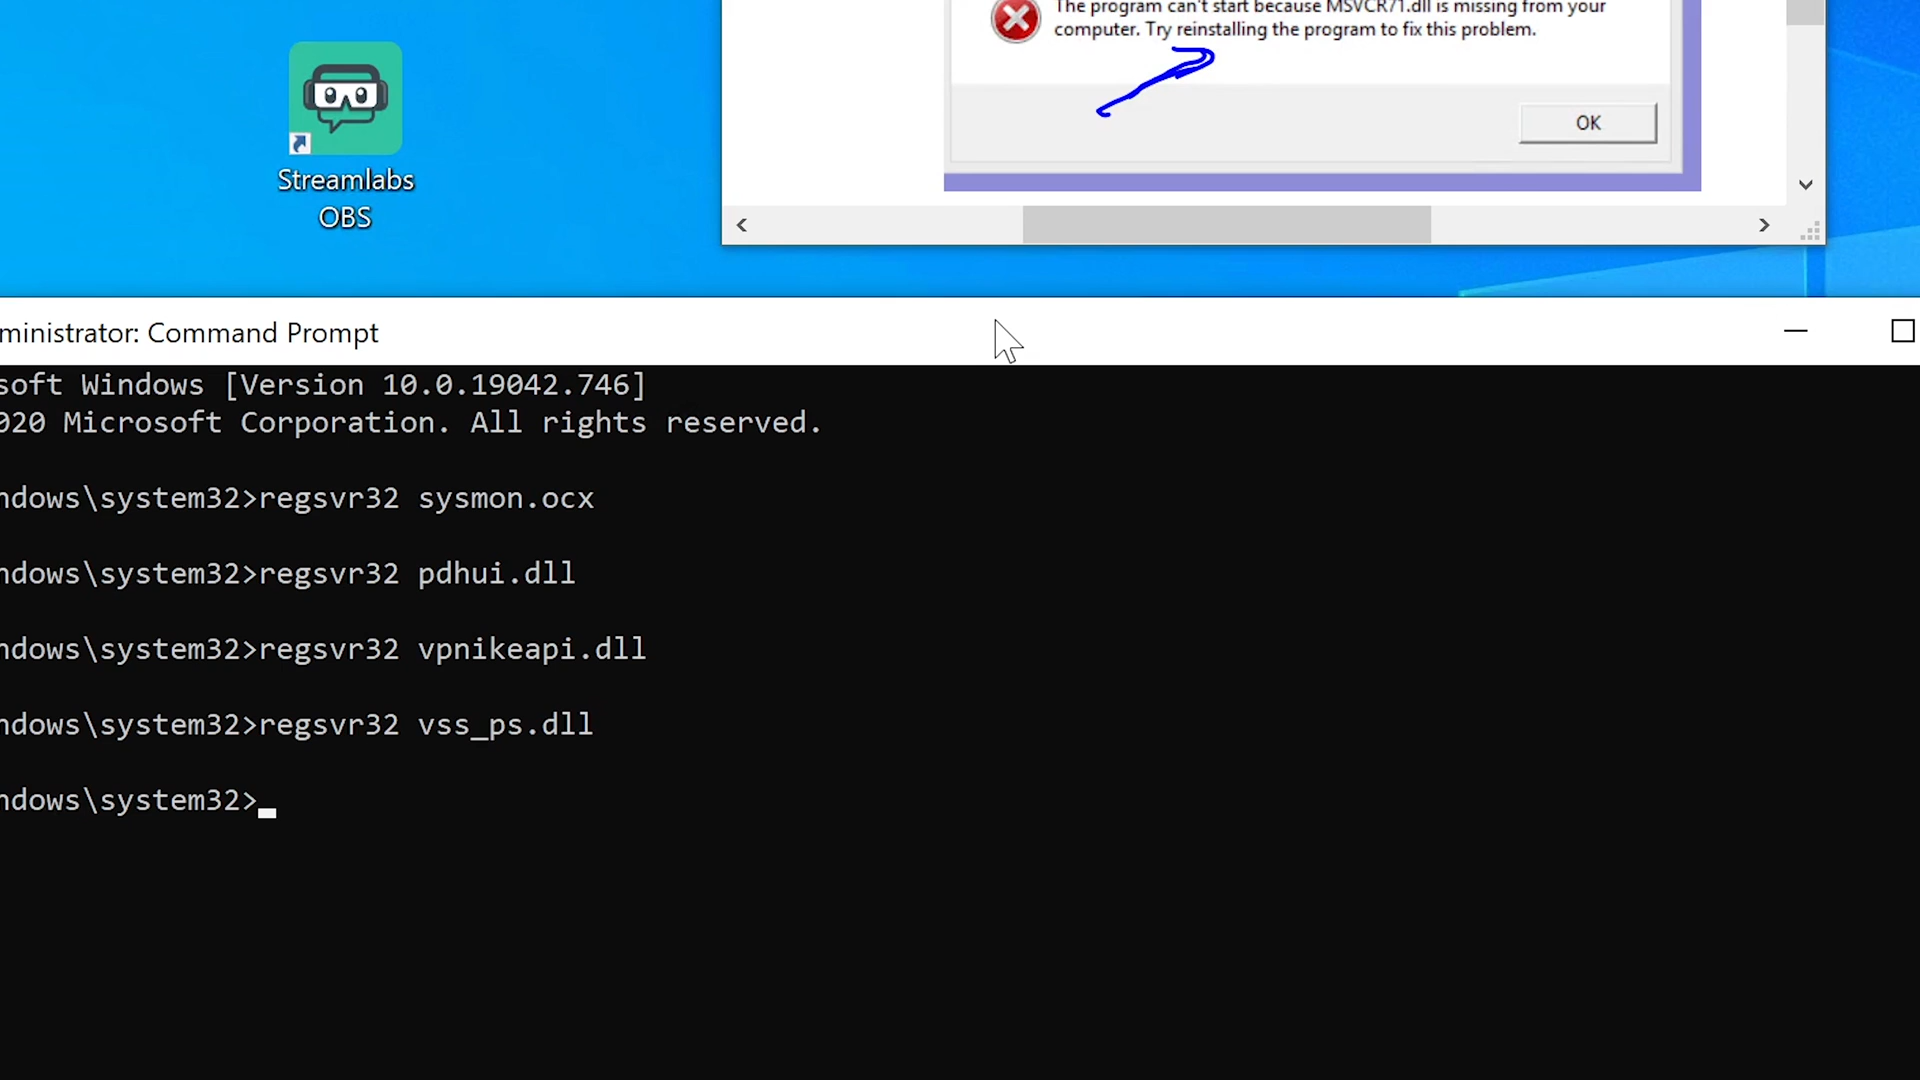 The program can't start because MSVCR71.dll is missing from your
computer. Try reinstalling the program to fix this problem.
OK
Streamlabs
OBS
ministrator: Command Prompt
soft Windows [Version 10.0.19042.746]
020 Microsoft Corporation. All rights reserved.
ndows\system32>regsvr32 sysmon.ocx
ndows\system32>regsvr32 pdhui.dll
ndows\system32>regsvr32 vpnikeapi.dll
ndows\system32>regsvr32 vss_ps.dll
ndows\system32>